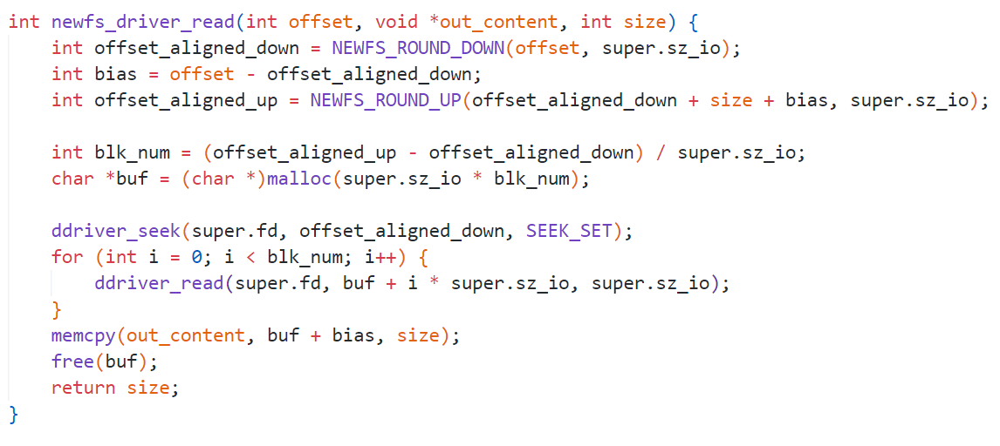 int newfs_driver_read(int offset, void *out_content, int size) {
    int offset_aligned_down = NEWFS_ROUND_DOWN(offset, super.sz_io);
    int bias = offset - offset_aligned_down;
    int offset_aligned_up = NEWFS_ROUND_UP(offset_aligned_down + size + bias, super.sz_io);

    int blk_num = (offset_aligned_up - offset_aligned_down) / super.sz_io;
    char *buf = (char *)malloc(super.sz_io * blk_num);

    ddriver_seek(super.fd, offset_aligned_down, SEEK_SET);
    for (int i = 0; i < blk_num; i++) {
        ddriver_read(super.fd, buf + i * super.sz_io, super.sz_io);
    }
    memcpy(out_content, buf + bias, size);
    free(buf);
    return size;
}